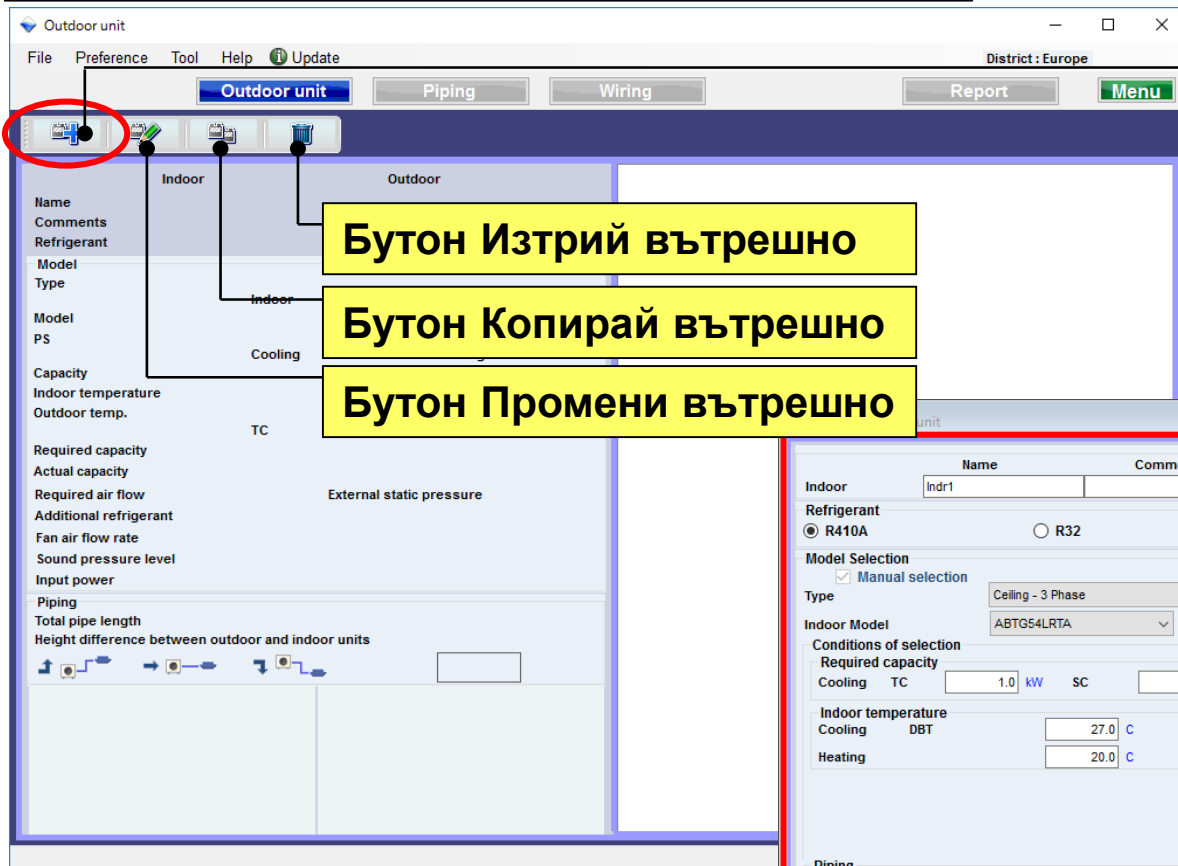 Outdoor unit
File Preference Tool Help Update District : Europe
Outdoor unit Piping Wiring Report Menu
Indoor Outdoor
Name
Comments
Refrigerant
Бутон Изтрий вътрешно
Model
Type
Indoor
Model
Бутон Копирай вътрешно
PS
Cooling
Capacity
Indoor temperature
Outdoor temp.
Бутон Промени вътрешно
TC
Required capacity
Actual capacity
Required air flow External static pressure
Additional refrigerant
Fan air flow rate
Sound pressure level
Input power
Piping
Total pipe length
Height difference between outdoor and indoor units
unit
Name Comm
Indoor Indr1
Refrigerant
R410A R32
Model Selection
Manual selection
Type Ceiling - 3 Phase
Indoor Model ABTG54LRTA
Conditions of selection
Required capacity
Cooling TC 1.0 kW SC
Indoor temperature
Cooling DBT 27.0 C
Heating 20.0 C
Piping